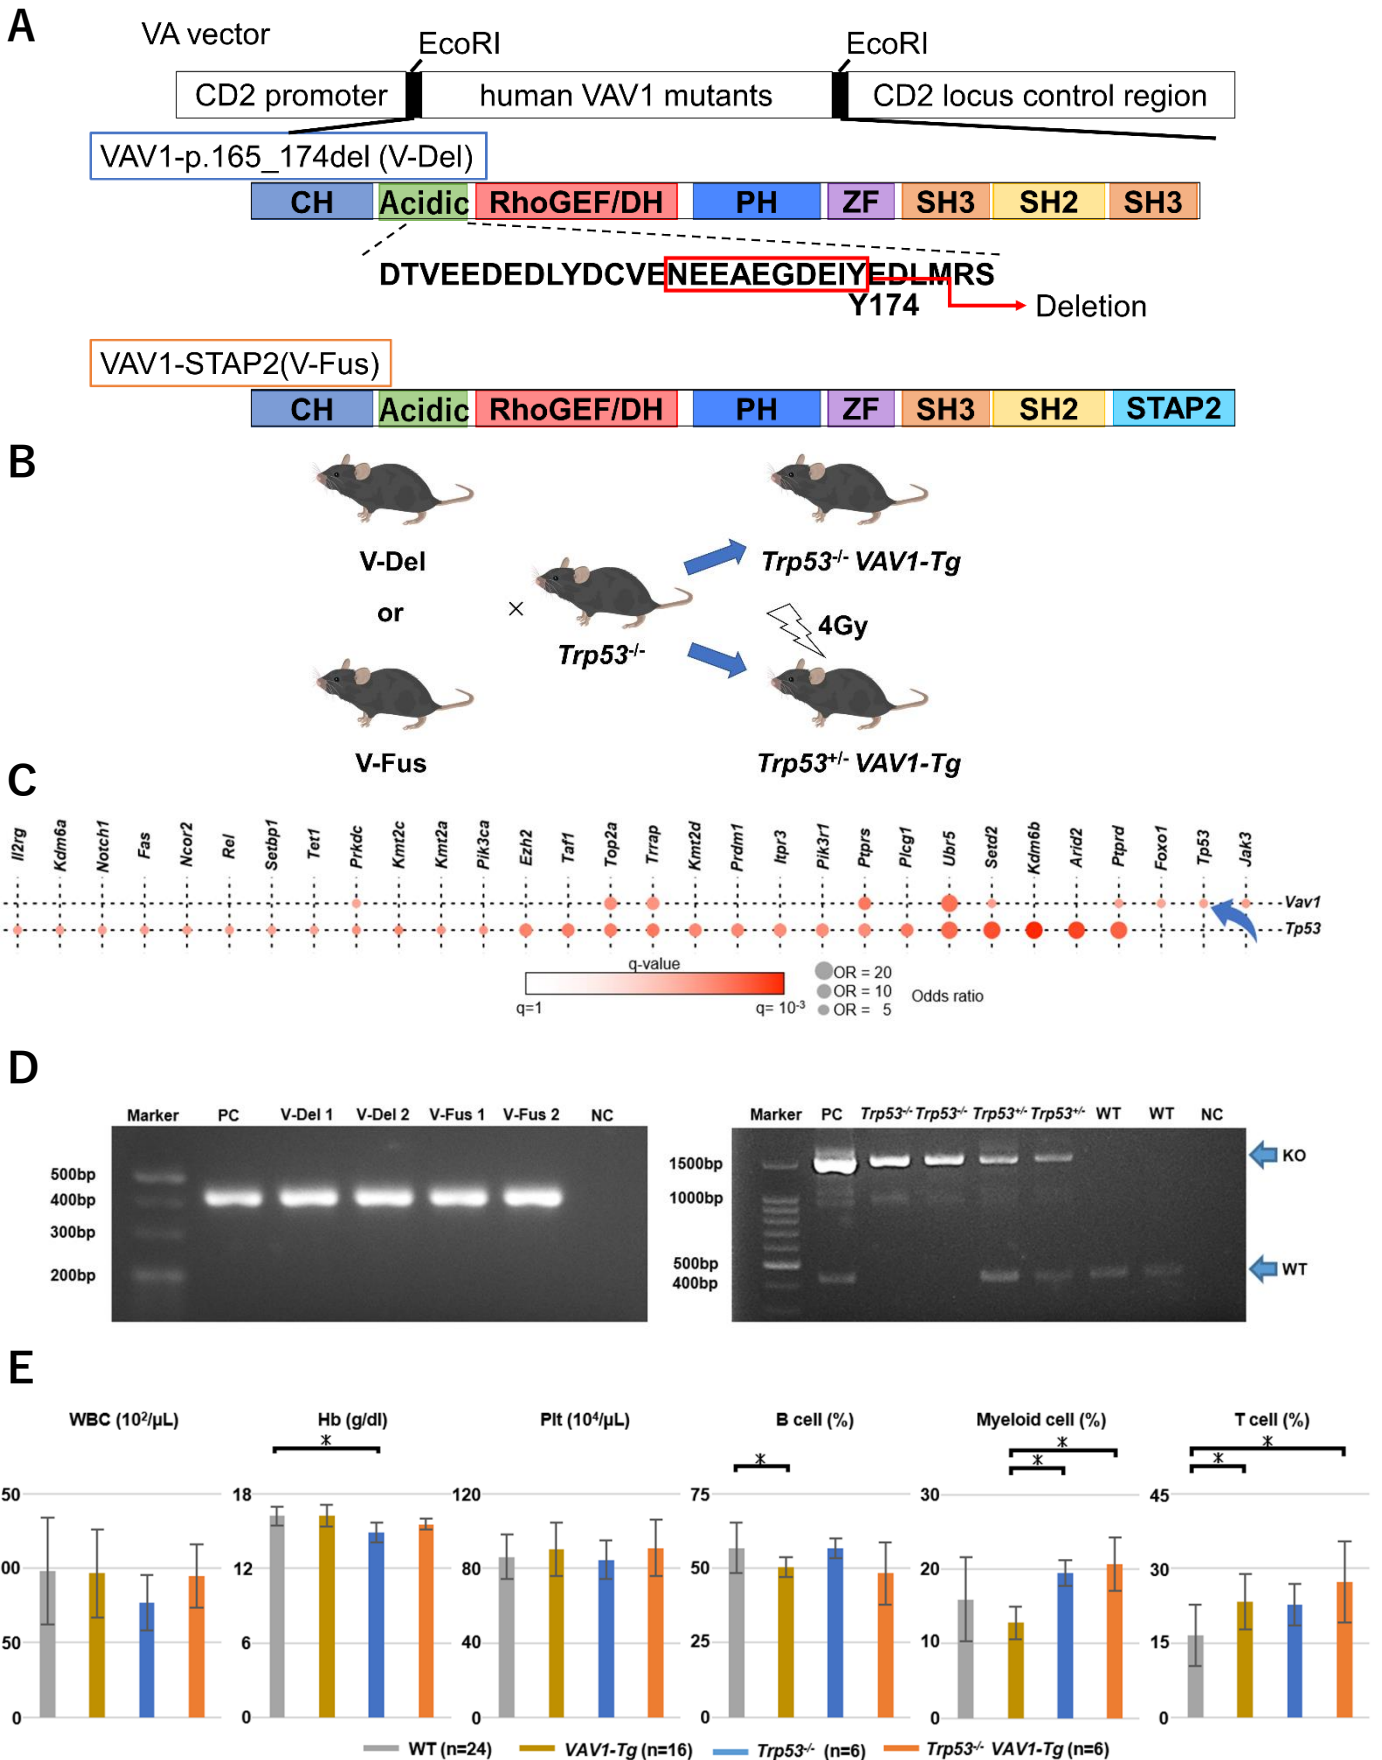 A
VA vector
EcoRI
EcoRI
CD2 promoter
human VAV1 mutants
CD2 locus control region
VAV1-p.165_174del (V-Del)
CH Acidic RhoGEF/DH PH ZF SH3 SH2 SH3
DTVEEDEDLYDCVENEEAEGDEIYEDLMRS
Y174
Deletion
VAV1-STAP2(V-Fus)
CH Acidic RhoGEF/DH PH ZF SH3 SH2 STAP2
B
V-Del
or
V-Fus
×
Trp53-/-
Trp53-/- VAV1-Tg
4Gy
Trp53+/- VAV1-Tg
C
Il2rg Kdm6a Notch1 Fas Ncor2 Rel Setbp1 Tet1 Prkdc Kmt2c Kmt2a Pik3ca Ezh2 Taf1 Top2a Trrap Kmt2d Prdm1 Itpr3 Pik3r1 Ptprs Plcg1 Ubr5 Setd2 Kdm6b Arid2 Ptprd Foxo1 Tp53 Jak3
Vav1
Tp53
q-value
q=1
q= 10-3
OR = 20
OR = 10
OR = 5
Odds ratio
D
Marker PC V-Del 1 V-Del 2 V-Fus 1 V-Fus 2 NC
500bp
400bp
300bp
200bp
Marker PC Trp53-/- Trp53-/- Trp53+/- Trp53+/- WT WT NC
1500bp
1000bp
500bp
400bp
KO
WT
E
WBC (10²/μL)
50
00
50
0
Hb (g/dl)
*
18
12
6
0
Plt (10⁴/μL)
120
80
40
0
B cell (%)
*
75
50
25
0
Myeloid cell (%)
*
*
30
20
10
0
T cell (%)
*
*
45
30
15
0
WT (n=24) VAV1-Tg (n=16) Trp53-/- (n=6) Trp53-/- VAV1-Tg (n=6)